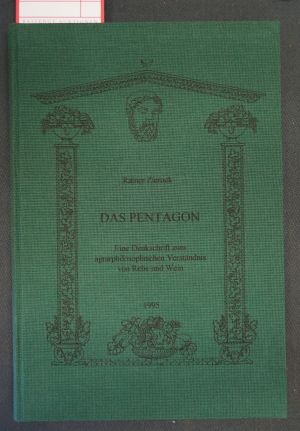 Rainer Zierock
DAS PENTAGON
Eine Denkschrift zum
agrarphilosophischen Verständnis
von Rebe und Wein
1995